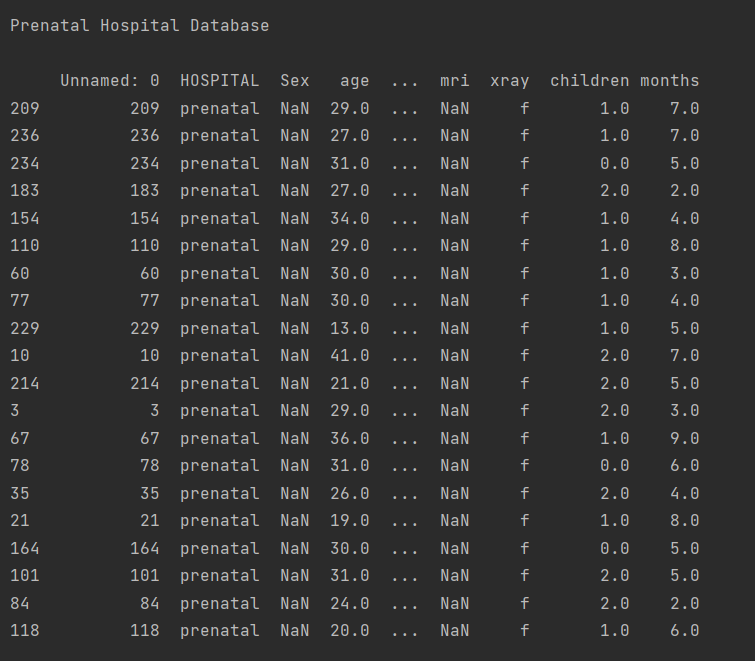 Prenatal Hospital Database
Unnamed: 0 HOSPITAL Sex age ... mri xray children months
209 209 prenatal NaN 29.0 ... NaN f 1.0 7.0
236 236 prenatal NaN 27.0 ... NaN f 1.0 7.0
234 234 prenatal NaN 31.0 ... NaN f 0.0 5.0
183 183 prenatal NaN 27.0 ... NaN f 2.0 2.0
154 154 prenatal NaN 34.0 ... NaN f 1.0 4.0
110 110 prenatal NaN 29.0 ... NaN f 1.0 8.0
60 60 prenatal NaN 30.0 ... NaN f 1.0 3.0
77 77 prenatal NaN 30.0 ... NaN f 1.0 4.0
229 229 prenatal NaN 13.0 ... NaN f 1.0 5.0
10 10 prenatal NaN 41.0 ... NaN f 2.0 7.0
214 214 prenatal NaN 21.0 ... NaN f 2.0 5.0
3 3 prenatal NaN 29.0 ... NaN f 2.0 3.0
67 67 prenatal NaN 36.0 ... NaN f 1.0 9.0
78 78 prenatal NaN 31.0 ... NaN f 0.0 6.0
35 35 prenatal NaN 26.0 ... NaN f 2.0 4.0
21 21 prenatal NaN 19.0 ... NaN f 1.0 8.0
164 164 prenatal NaN 30.0 ... NaN f 0.0 5.0
101 101 prenatal NaN 31.0 ... NaN f 2.0 5.0
84 84 prenatal NaN 24.0 ... NaN f 2.0 2.0
118 118 prenatal NaN 20.0 ... NaN f 1.0 6.0